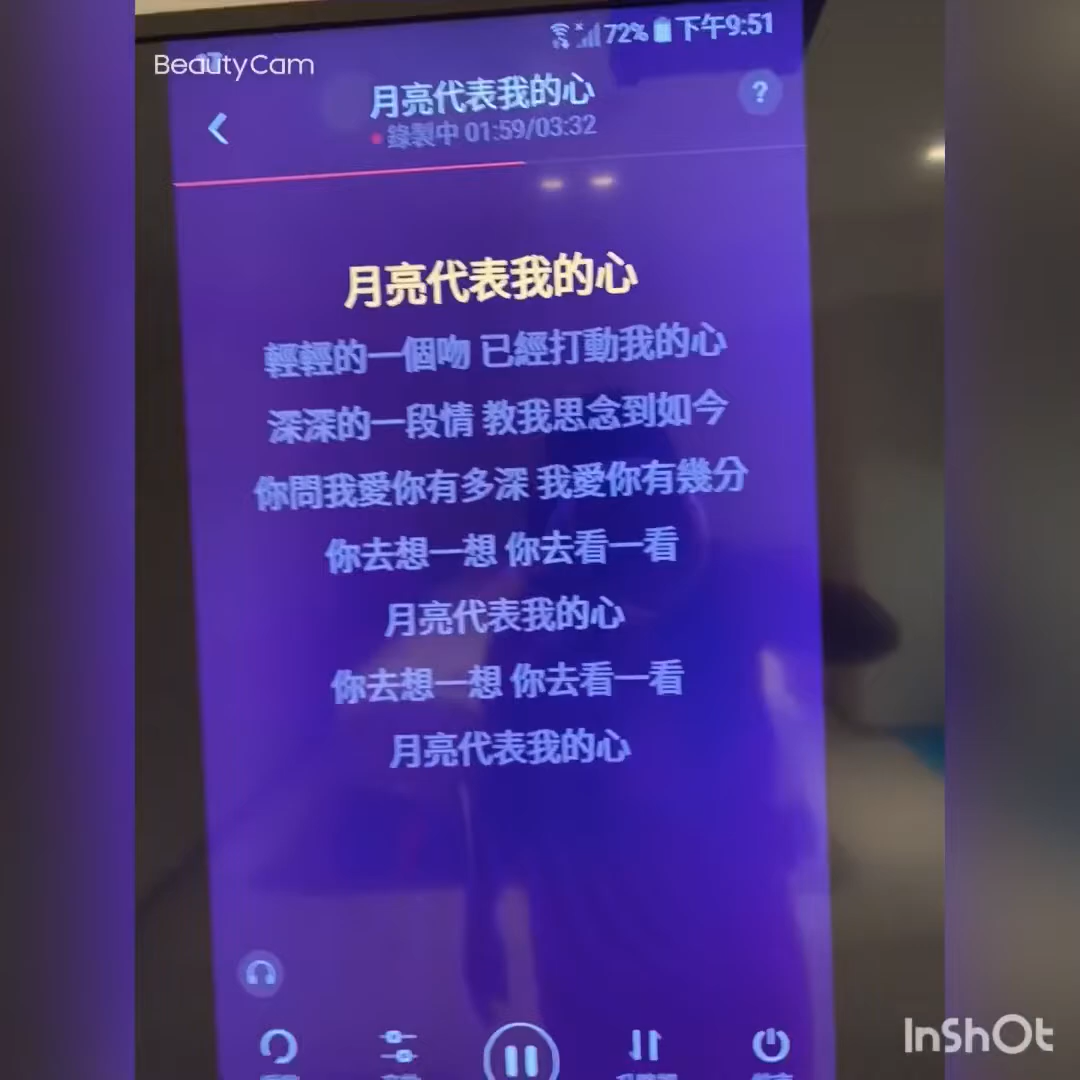 72% 下午9:51
BeautyCam
月亮代表我的心
?
錄製中 01:59/03:32
月亮代表我的心
輕輕的一個吻 已經打動我的心
深深的一段情 教我思念到如今
你問我愛你有多深 我愛你有幾分
你去想一想 你去看一看
月亮代表我的心
你去想一想 你去看一看
月亮代表我的心
InShOt